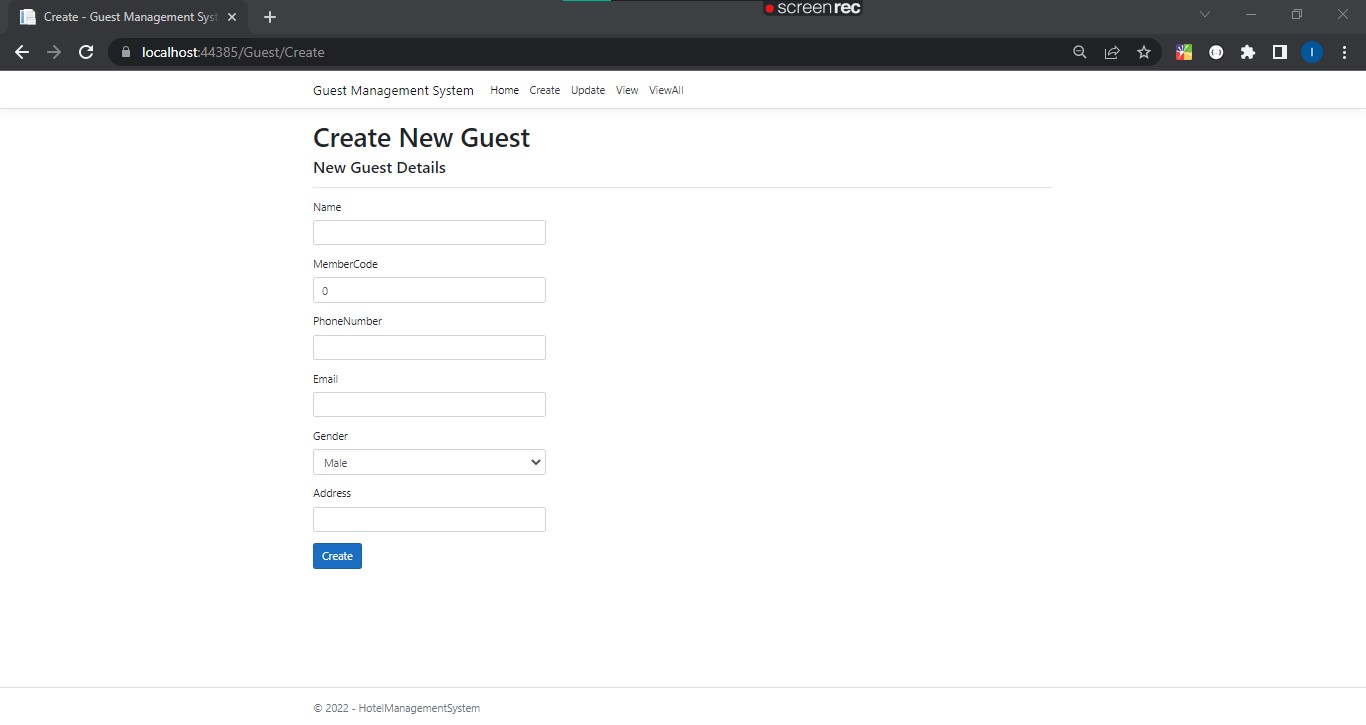 Create - Guest Management Syst
screenrec
localhost:44385/Guest/Create
I
Guest Management System Home Create Update View ViewAll
Create New Guest
New Guest Details
Name
MemberCode
0
PhoneNumber
Email
Gender
Male
Address
Create
© 2022 - HotelManagementSystem